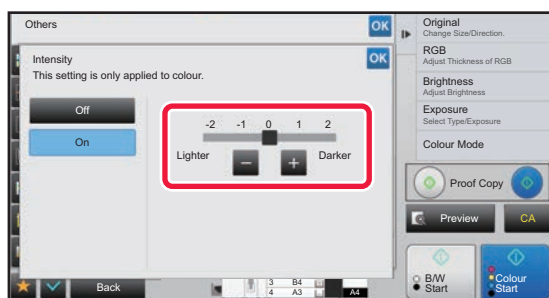 Others
OK
Intensity
OK
This setting is only applied to colour.
Off
On
-2 -1 0 1 2
Lighter - + Darker
Back
3 B4
4 A3
A4
Original
Change Size/Direction.
RGB
Adjust Thickness of RGB
Brightness
Adjust Brightness
Exposure
Select Type/Exposure
Colour Mode
Proof Copy
Preview
CA
B/W
Start
Colour
Start